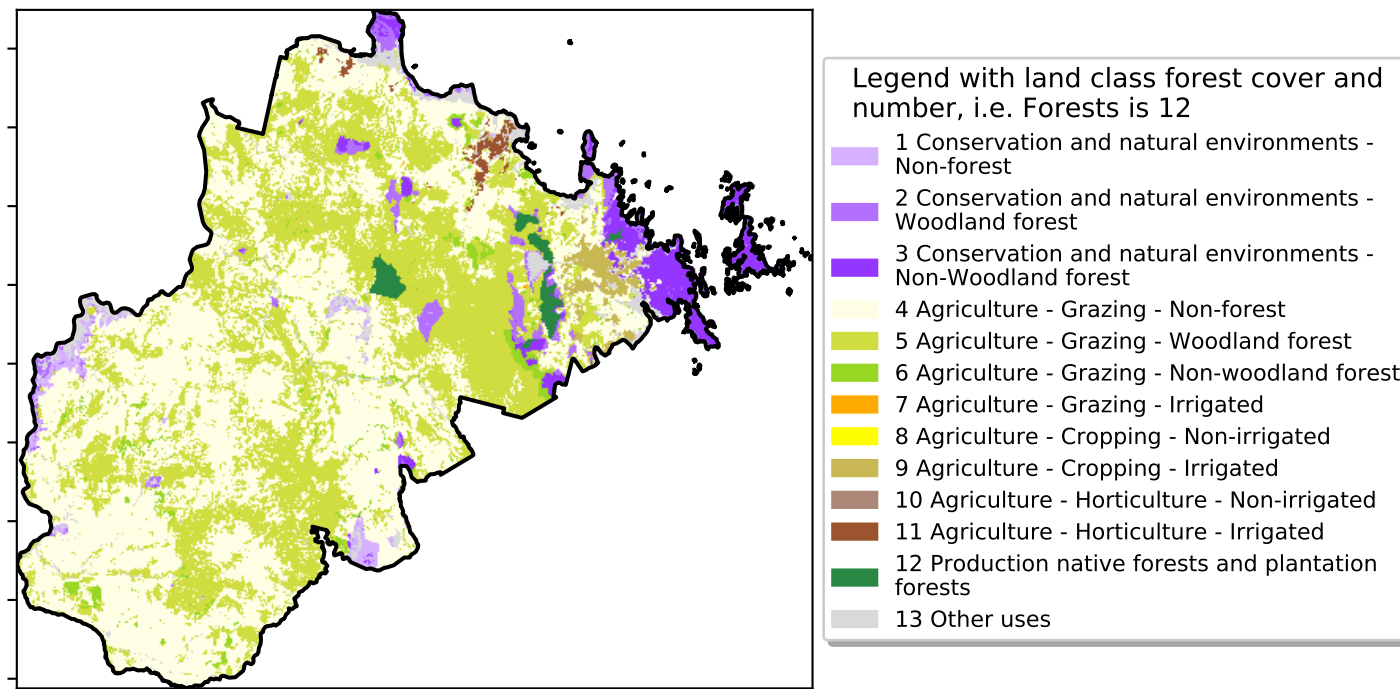 Legend with land class forest cover and
number, i.e. Forests is 12
1 Conservation and natural environments -
Non-forest
2 Conservation and natural environments -
Woodland forest
3 Conservation and natural environments -
Non-Woodland forest
4 Agriculture - Grazing - Non-forest
5 Agriculture - Grazing - Woodland forest
6 Agriculture - Grazing - Non-woodland forest
7 Agriculture - Grazing - Irrigated
8 Agriculture - Cropping - Non-irrigated
9 Agriculture - Cropping - Irrigated
10 Agriculture - Horticulture - Non-irrigated
11 Agriculture - Horticulture - Irrigated
12 Production native forests and plantation
forests
13 Other uses